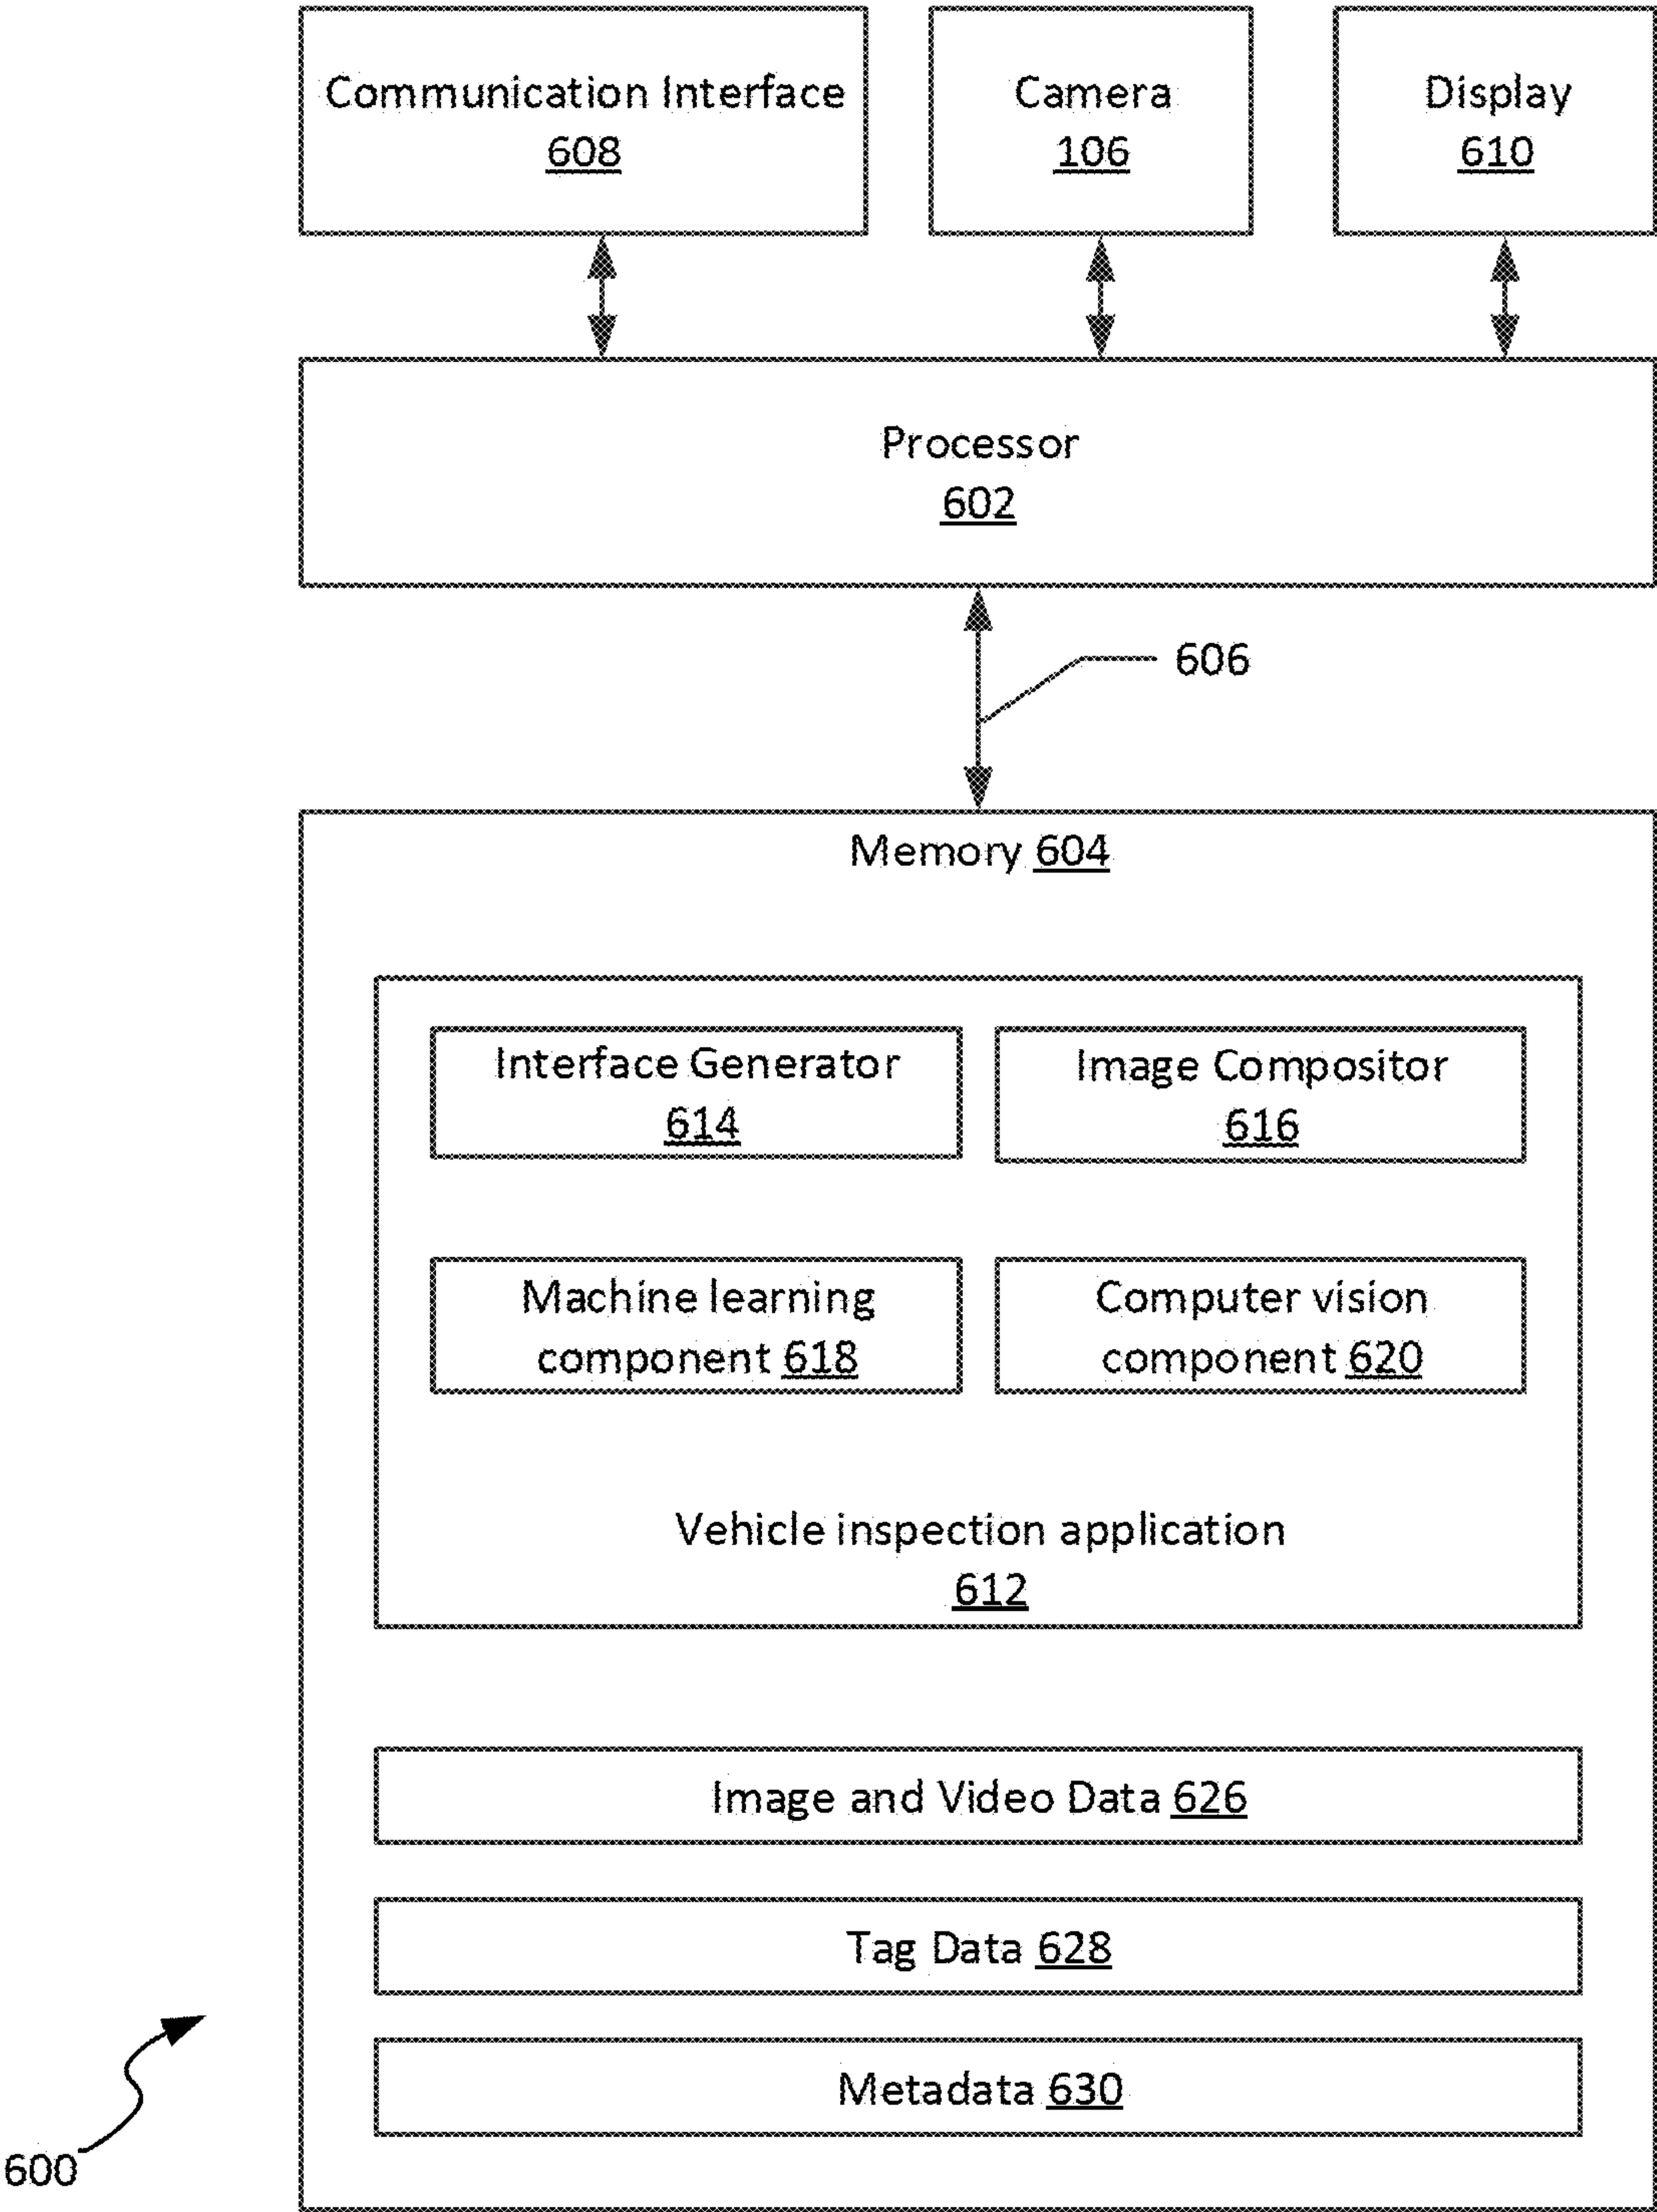 Communication Interface
608
Camera
106
Display
610
Processor
602
606
Memory 604
Interface Generator
614
Image Compositor
616
Machine learning
component 618
Computer vision
component 620
Vehicle inspection application
612
Image and Video Data 626
Tag Data 628
Metadata 630
600